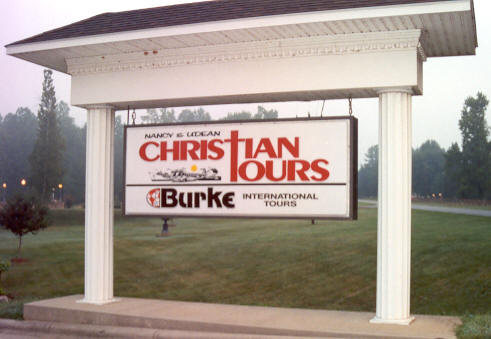 NANCY & UDEAN
CHRISTIAN TOURS
Burke INTERNATIONAL TOURS